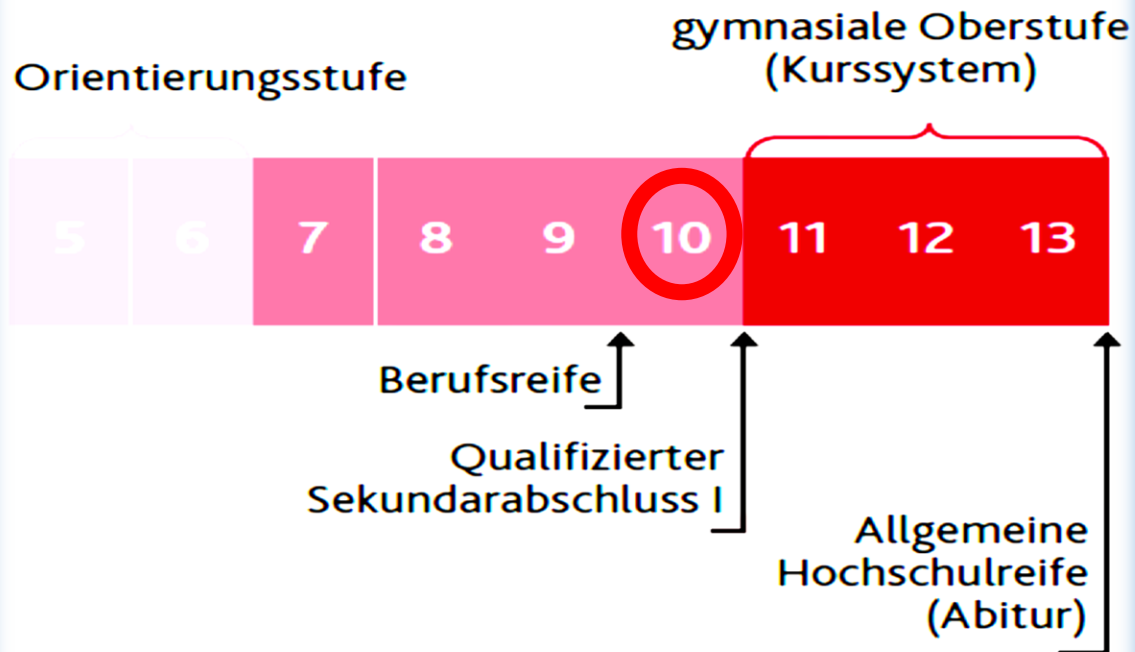 gymnasiale Oberstufe
(Kurssystem)
Orientierungsstufe
5 6 7 8 9 10 11 12 13
Berufsreife
Qualifizierter
Sekundarabschluss I
Allgemeine
Hochschulreife
(Abitur)